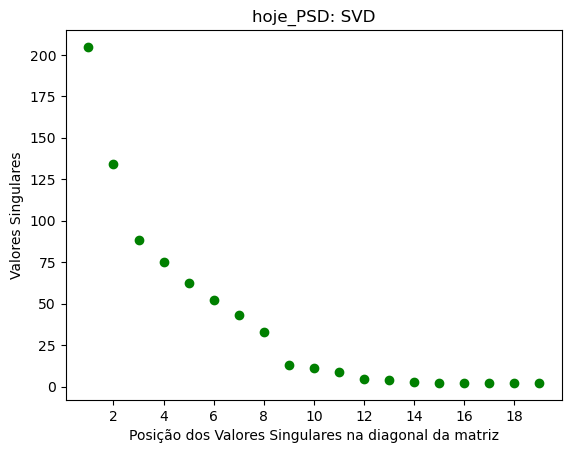 hoje_PSD: SVD
200
175
150
125
100
75
50
25
0
Valores Singulares
2 4 6 8 10 12 14 16 18
Posição dos Valores Singulares na diagonal da matriz